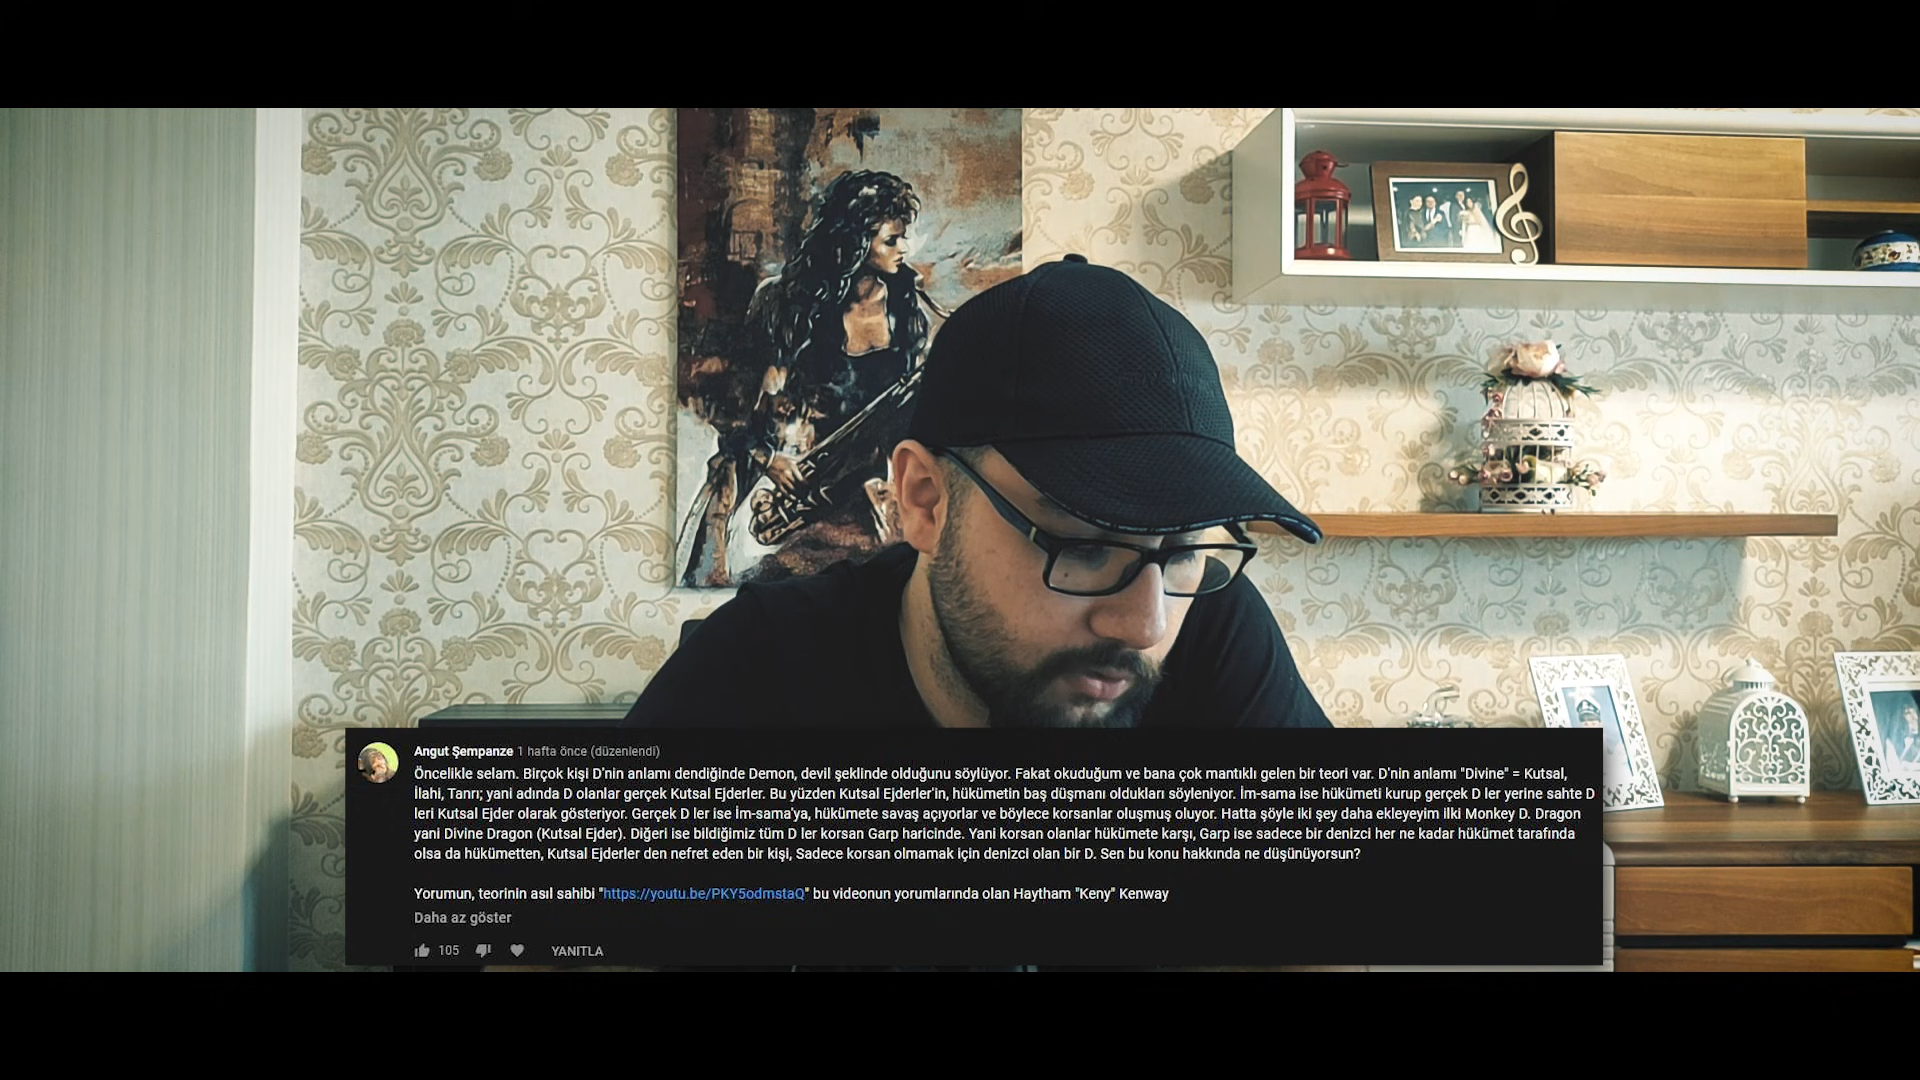 Angut Şempanze 1 hafta önce (düzenlendi)
Öncelikle selam. Birçok kişi D'nin anlamı dendiğinde Demon, devil şeklinde olduğunu söylüyor. Fakat okuduğum ve bana çok mantıklı gelen bir teori var. D'nin anlamı "Divine" = Kutsal,
İlahi, Tanrı; yani adında D olanlar gerçek Kutsal Ejderler. Bu yüzden Kutsal Ejderler'in, hükümetin baş düşmanı oldukları söyleniyor. İm-sama ise hükümeti kurup gerçek D ler yerine sahte D
leri Kutsal Ejder olarak gösteriyor. Gerçek D ler ise İm-sama'ya, hükümete savaş açıyorlar ve böylece korsanlar oluşmuş oluyor. Hatta şöyle iki şey daha ekleyeyim ilki Monkey D. Dragon
yani Divine Dragon (Kutsal Ejder). Diğeri ise bildiğimiz tüm D ler korsan Garp haricinde. Yani korsan olanlar hükümete karşı, Garp ise sadece bir denizci her ne kadar hükümet tarafında
olsa da hükümetten, Kutsal Ejderler den nefret eden bir kişi, Sadece korsan olmamak için denizci olan bir D. Sen bu konu hakkında ne düşünüyorsun?
Yorumun, teorinin asıl sahibi "https://youtu.be/PKY5odmstaQ" bu videonun yorumlarında olan Haytham "Keny" Kenway
Daha az göster
105 YANITLA